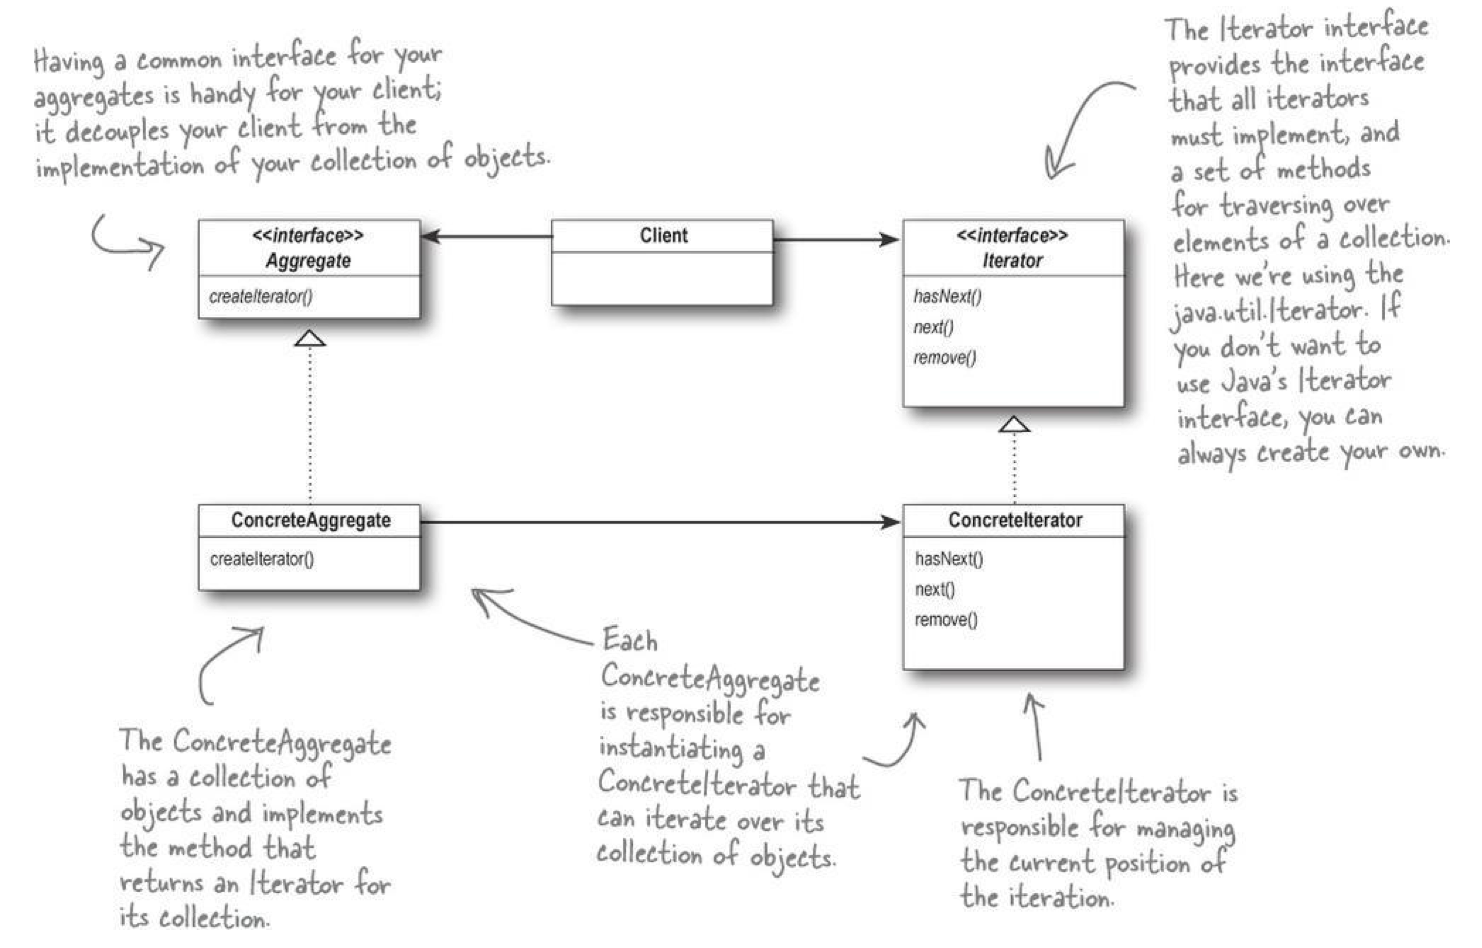 Having a common interface for your
aggregates is handy for your client;
it decouples your client from the
implementation of your collection of objects.
The Iterator interface
provides the interface
that all iterators
must implement, and
a set of methods
for traversing over
elements of a collection.
Here we're using the
java.util.Iterator. If
you don't want to
use Java's Iterator
interface, you can
always create your own.
<<interface>>
Aggregate
createIterator()
Client
<<interface>>
Iterator
hasNext()
next()
remove()
ConcreteAggregate
createIterator()
ConcreteIterator
hasNext()
next()
remove()
The ConcreteAggregate
has a collection of
objects and implements
the method that
returns an Iterator for
its collection.
Each
ConcreteAggregate
is responsible for
instantiating a
ConcreteIterator that
can iterate over its
collection of objects.
The ConcreteIterator is
responsible for managing
the current position of
the iteration.